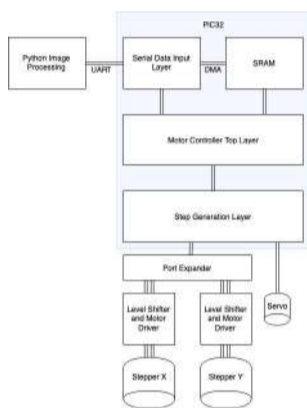 PIC32
Python Image
Processing
UART
Serial Data Input
Layer
DMA
SRAM
Motor Controller Top Layer
Step Generation Layer
Port Expander
Level Shifter
and Motor
Driver
Level Shifter
and Motor
Driver
Servo
Stepper X
Stepper Y